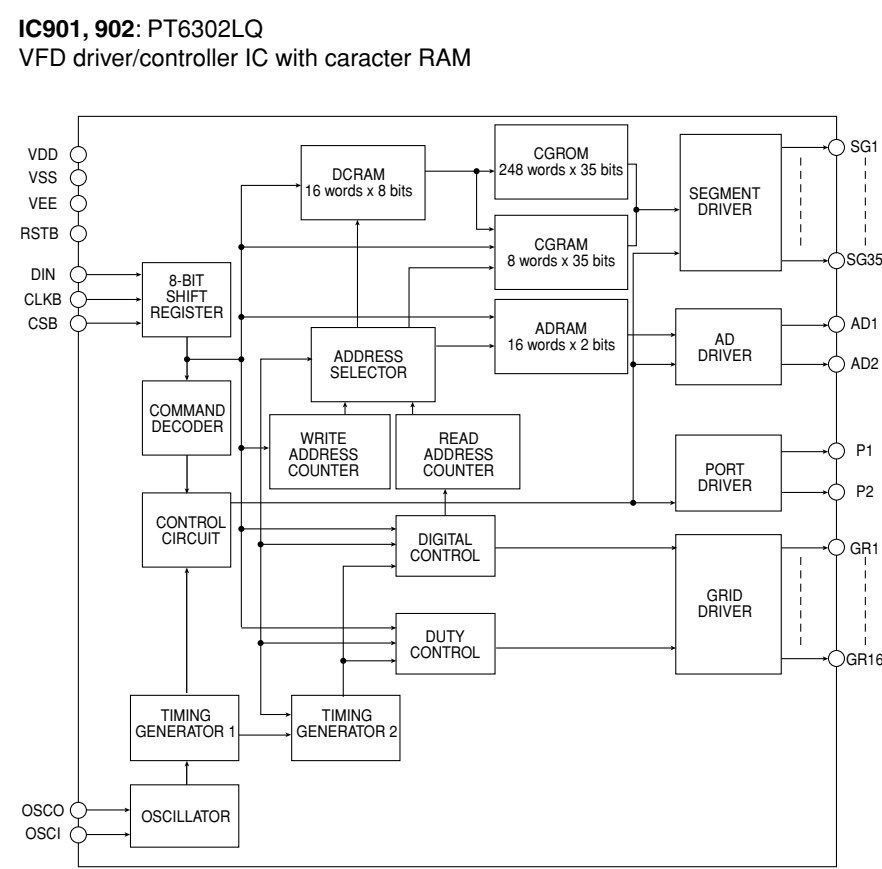 IC901, 902: PT6302LQ
VFD driver/controller IC with caracter RAM
VDD
VSS
VEE
RSTB
DIN
CLKB
CSB
8-BIT
SHIFT
REGISTER
COMMAND
DECODER
CONTROL
CIRCUIT
TIMING
GENERATOR 1
OSCO
OSCI
OSCILLATOR
DCRAM
16 words x 8 bits
ADDRESS
SELECTOR
WRITE
ADDRESS
COUNTER
READ
ADDRESS
COUNTER
DIGITAL
CONTROL
DUTY
CONTROL
TIMING
GENERATOR 2
CGROM
248 words x 35 bits
CGRAM
8 words x 35 bits
ADRAM
16 words x 2 bits
SEGMENT
DRIVER
AD
DRIVER
PORT
DRIVER
GRID
DRIVER
SG1
SG35
AD1
AD2
P1
P2
GR1
GR16